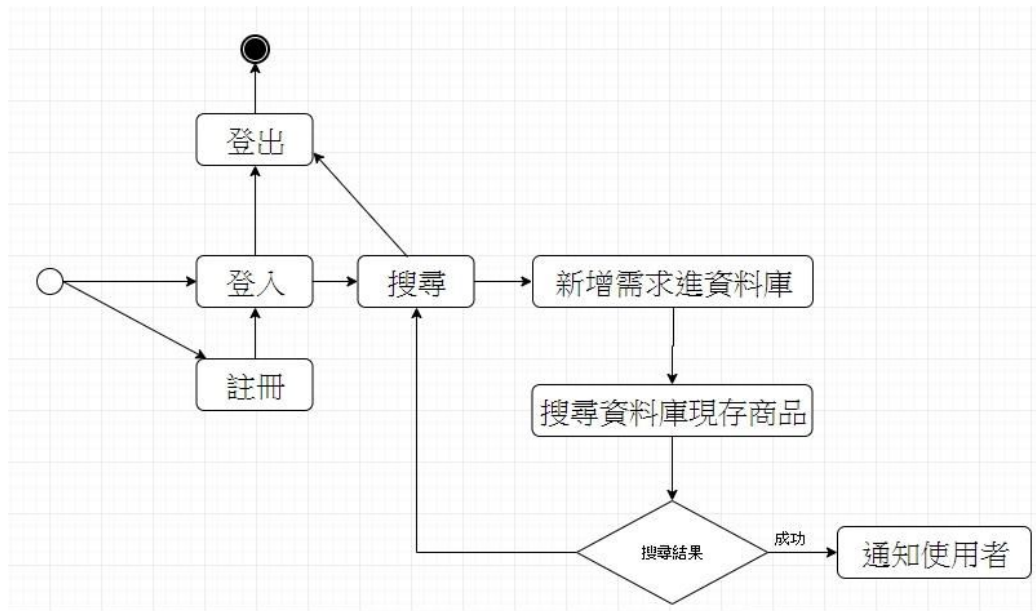 登出
登入
搜尋
新增需求進資料庫
註冊
搜尋資料庫現存商品
搜尋結果
成功
通知使用者